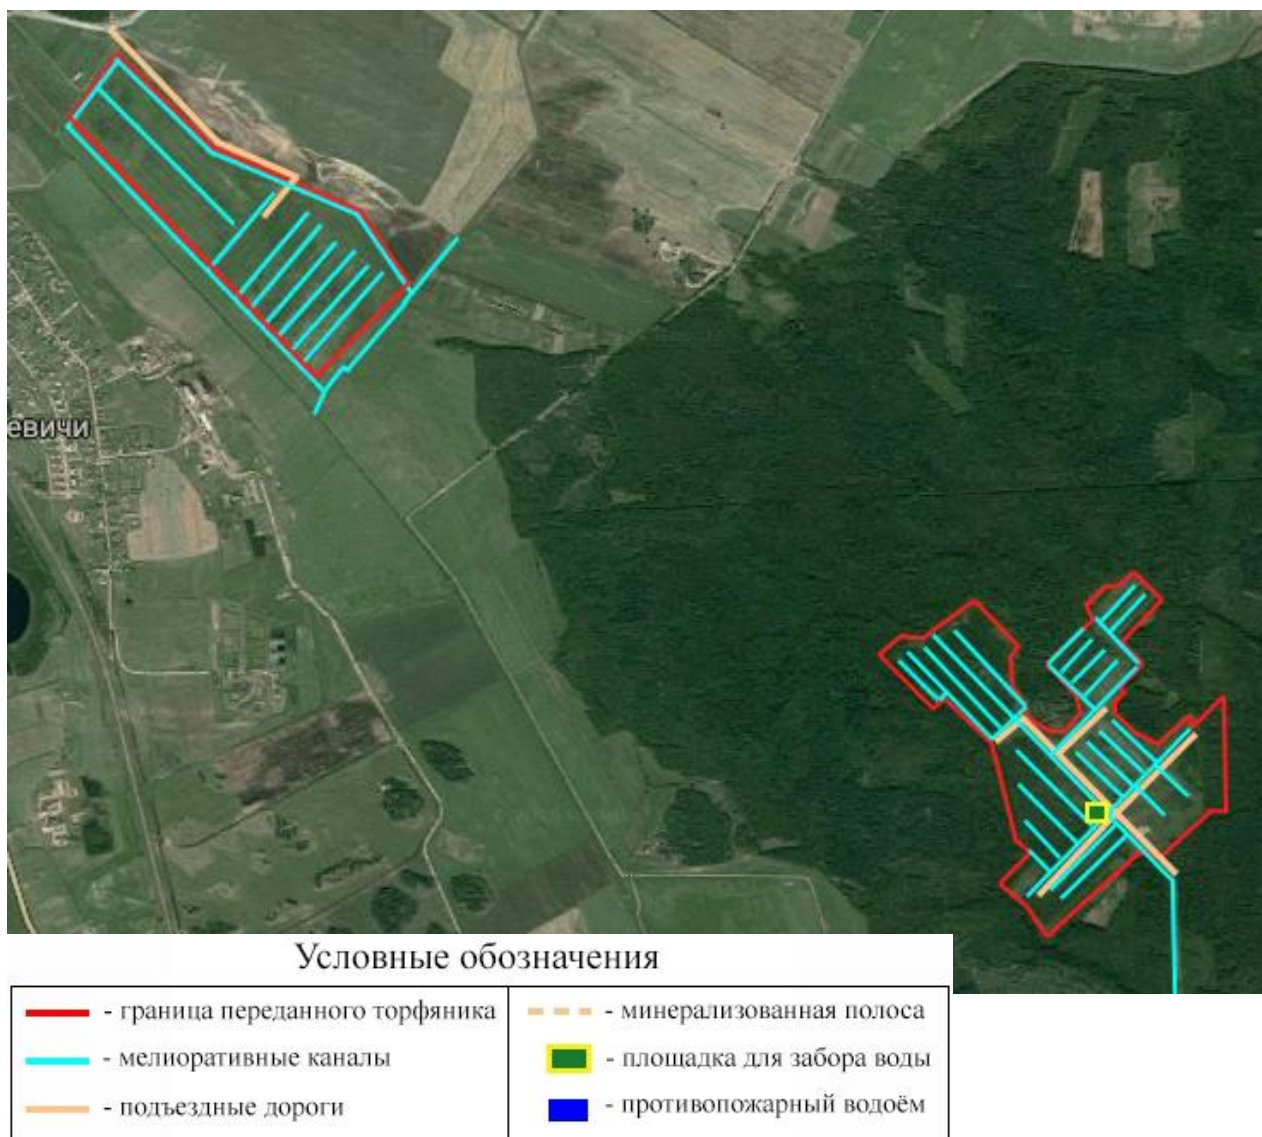 евичи
Условные обозначения
- граница переданного торфяника
- минерализованная полоса
- мелиоративные каналы
- площадка для забора воды
- подъездные дороги
- противопожарный водоём